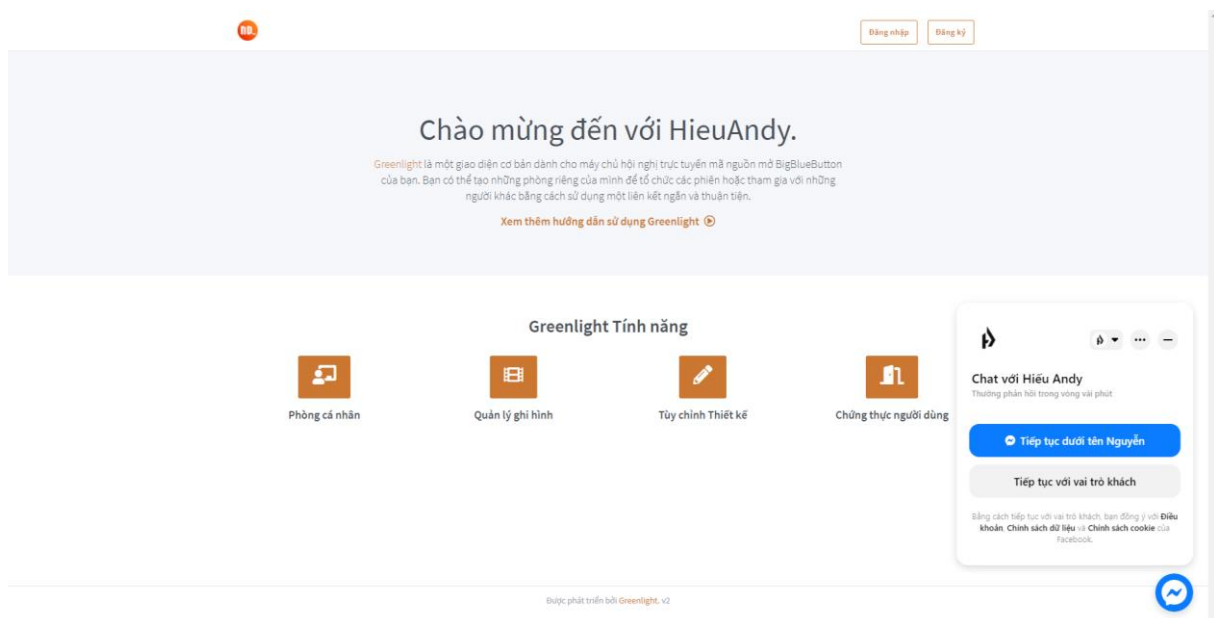 ND.
Đăng nhập
Đăng ký
Chào mừng đến với HieuAndy.
Greenlight là một giao diện cơ bản dành cho máy chủ hội nghị trực tuyến mã nguồn mở BigBlueButton
của bạn. Bạn có thể tạo những phòng riêng của mình để tổ chức các phiên hoặc tham gia với những
người khác bằng cách sử dụng một liên kết ngắn và thuận tiện.
Xem thêm hướng dẫn sử dụng Greenlight
Greenlight Tính năng
Phòng cá nhân
Quản lý ghi hình
Tùy chỉnh Thiết kế
Chứng thực người dùng
Chat với Hiếu Andy
Thường phản hồi trong vòng vài phút
Tiếp tục dưới tên Nguyễn
Tiếp tục với vai trò khách
Bằng cách tiếp tục với vai trò khách, bạn đồng ý với Điều
khoản, Chính sách dữ liệu và Chính sách cookie của
Facebook.
Được phát triển bởi Greenlight. v2